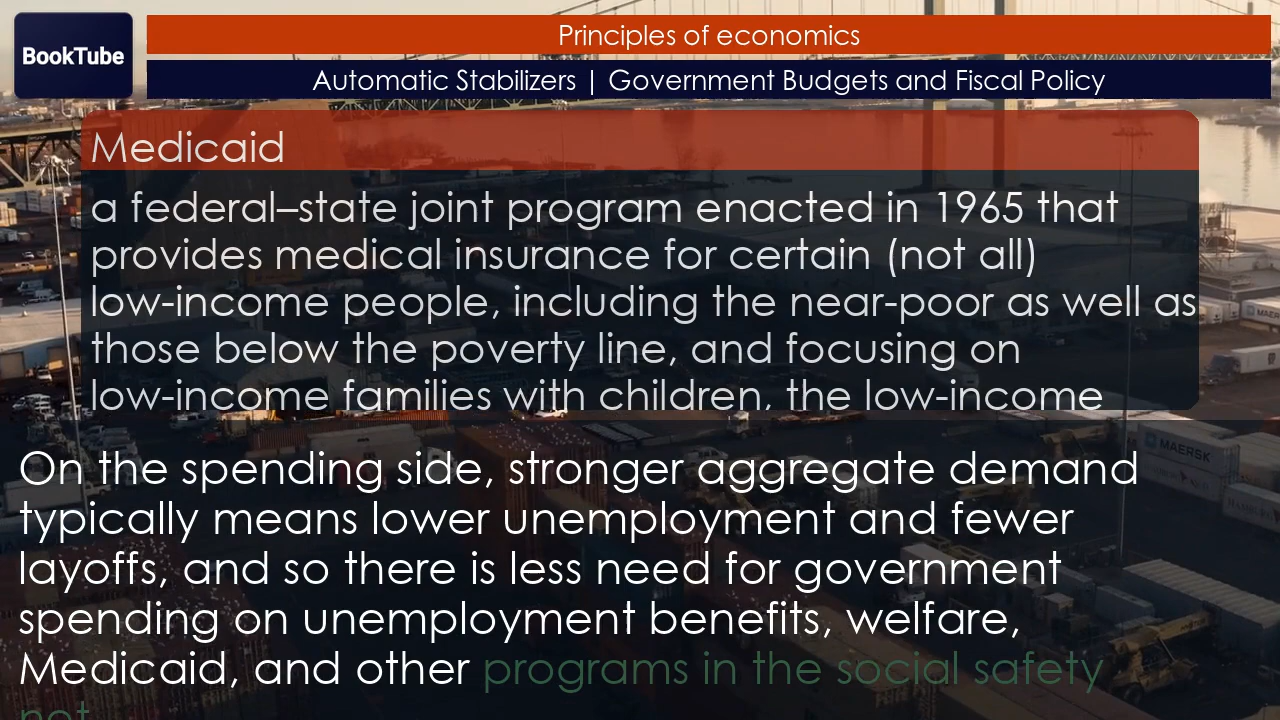 BookTube
Principles of economics
Automatic Stabilizers | Government Budgets and Fiscal Policy
Medicaid
a federal–state joint program enacted in 1965 that
provides medical insurance for certain (not all)
low-income people, including the near-poor as well as
those below the poverty line, and focusing on
low-income families with children, the low-income
On the spending side, stronger aggregate demand
typically means lower unemployment and fewer
layoffs, and so there is less need for government
spending on unemployment benefits, welfare,
Medicaid, and other programs in the social safety
net
MAERSK
MAERSK